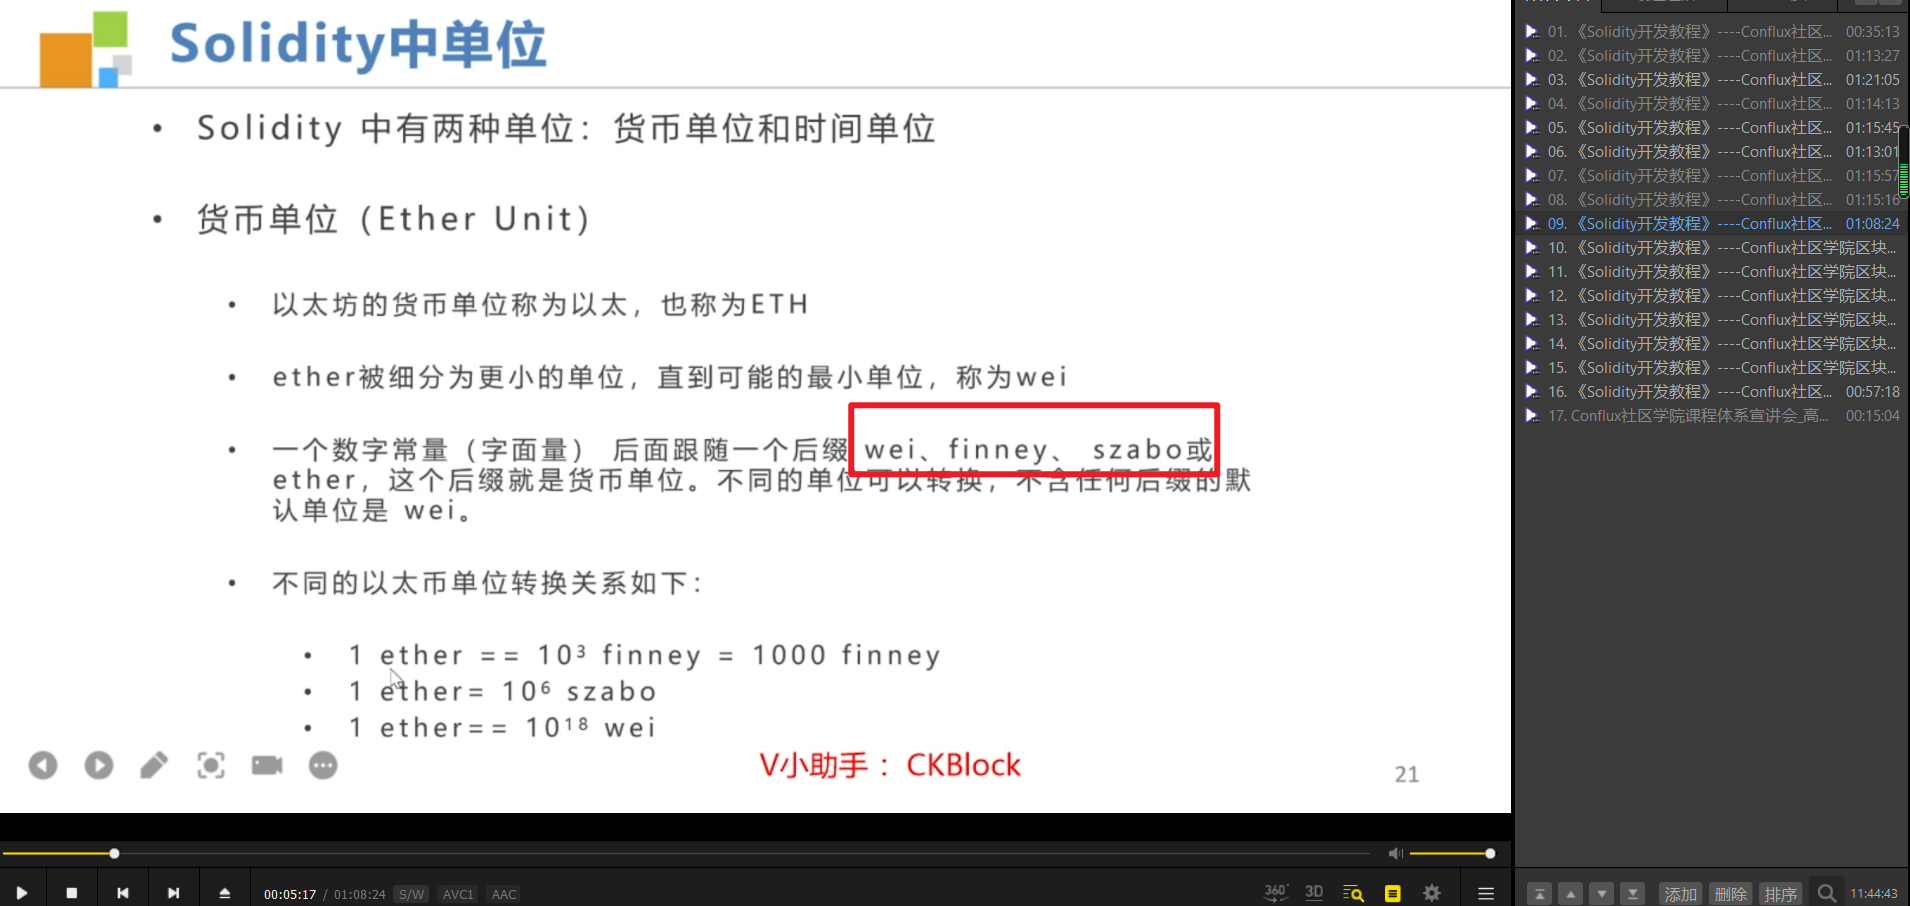 Solidity中单位
• Solidity 中有两种单位：货币单位和时间单位
• 货币单位（Ether Unit）
• 以太坊的货币单位称为以太，也称为ETH
• ether被细分为更小的单位，直到可能的最小单位，称为wei
• 一个数字常量（字面量） 后面跟随一个后缀 wei、finney、 szabo或
ether，这个后缀就是货币单位。不同的单位可以转换，不含任何后缀的默
认单位是 wei。
• 不同的以太币单位转换关系如下：
• 1 ether == 10³ finney = 1000 finney
• 1 ether= 10⁶ szabo
• 1 ether== 10¹⁸ wei
V小助手： CKBlock
21
00:05:17 / 01:08:24 S/W AVC1 AAC
360° 3D
01. 《Solidity开发教程》----Conflux社区... 00:35:13
02. 《Solidity开发教程》----Conflux社区... 01:13:27
03. 《Solidity开发教程》----Conflux社区... 01:21:05
04. 《Solidity开发教程》----Conflux社区... 01:14:13
05. 《Solidity开发教程》----Conflux社区... 01:15:45
06. 《Solidity开发教程》----Conflux社区... 01:13:01
07. 《Solidity开发教程》----Conflux社区... 01:15:57
08. 《Solidity开发教程》----Conflux社区... 01:15:16
09. 《Solidity开发教程》----Conflux社区... 01:08:24
10. 《Solidity开发教程》----Conflux社区学院区块...
11. 《Solidity开发教程》----Conflux社区学院区块...
12. 《Solidity开发教程》----Conflux社区学院区块...
13. 《Solidity开发教程》----Conflux社区学院区块...
14. 《Solidity开发教程》----Conflux社区学院区块...
15. 《Solidity开发教程》----Conflux社区学院区块...
16. 《Solidity开发教程》----Conflux社区... 00:57:18
17. Conflux社区学院课程体系宣讲会_高... 00:15:04
添加 删除 排序 11:44:43